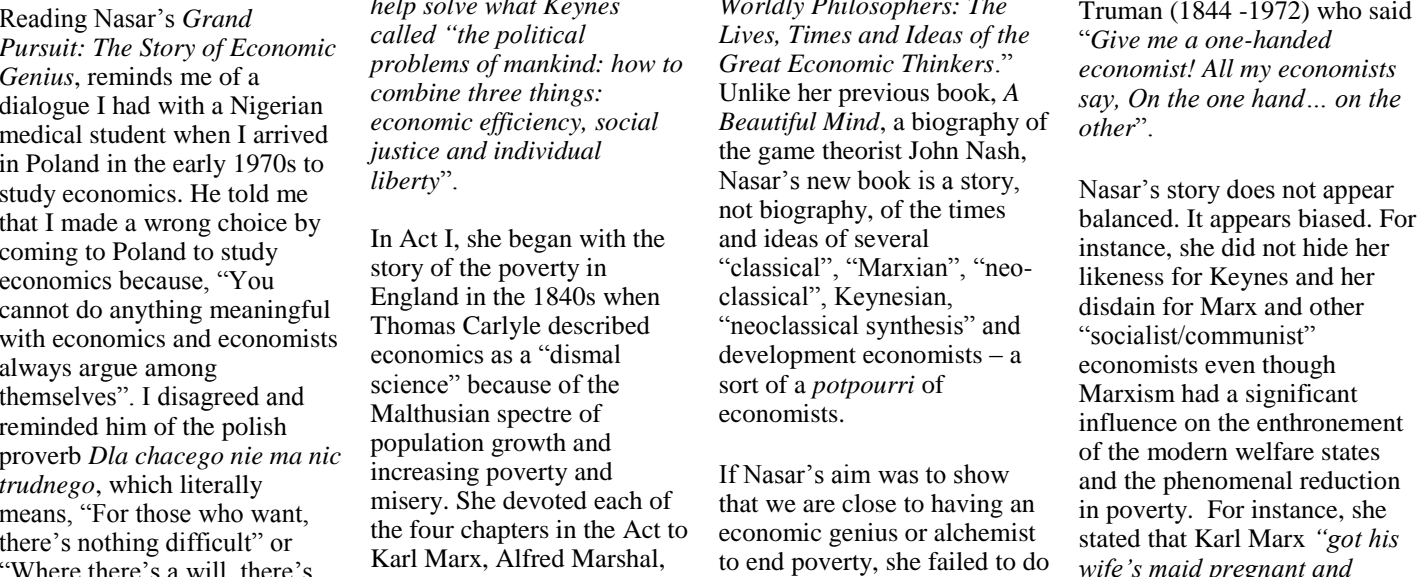 Reading Nasar’s Grand
Pursuit: The Story of Economic
Genius, reminds me of a
dialogue I had with a Nigerian
medical student when I arrived
in Poland in the early 1970s to
study economics. He told me
that I made a wrong choice by
coming to Poland to study
economics because, “You
cannot do anything meaningful
with economics and economists
always argue among
themselves”. I disagreed and
reminded him of the polish
proverb Dla chacego nie ma nic
trudnego, which literally
means, “For those who want,
there’s nothing difficult” or
“Where there’s a will, there’s
help solve what Keynes
called “the political
problems of mankind: how to
combine three things:
economic efficiency, social
justice and individual
liberty”.
In Act I, she began with the
story of the poverty in
England in the 1840s when
Thomas Carlyle described
economics as a “dismal
science” because of the
Malthusian spectre of
population growth and
increasing poverty and
misery. She devoted each of
the four chapters in the Act to
Karl Marx, Alfred Marshal,
Worldly Philosophers: The
Lives, Times and Ideas of the
Great Economic Thinkers.”
Unlike her previous book, A
Beautiful Mind, a biography of
the game theorist John Nash,
Nasar’s new book is a story,
not biography, of the times
and ideas of several
“classical”, “Marxian”, “neo-
classical”, Keynesian,
“neoclassical synthesis” and
development economists – a
sort of a potpourri of
economists.
If Nasar’s aim was to show
that we are close to having an
economic genius or alchemist
to end poverty, she failed to do
Truman (1844 -1972) who said
“Give me a one-handed
economist! All my economists
say, On the one hand… on the
other”.
Nasar’s story does not appear
balanced. It appears biased. For
instance, she did not hide her
likeness for Keynes and her
disdain for Marx and other
“socialist/communist”
economists even though
Marxism had a significant
influence on the enthronement
of the modern welfare states
and the phenomenal reduction
in poverty.  For instance, she
stated that Karl Marx “got his
wife’s maid pregnant and